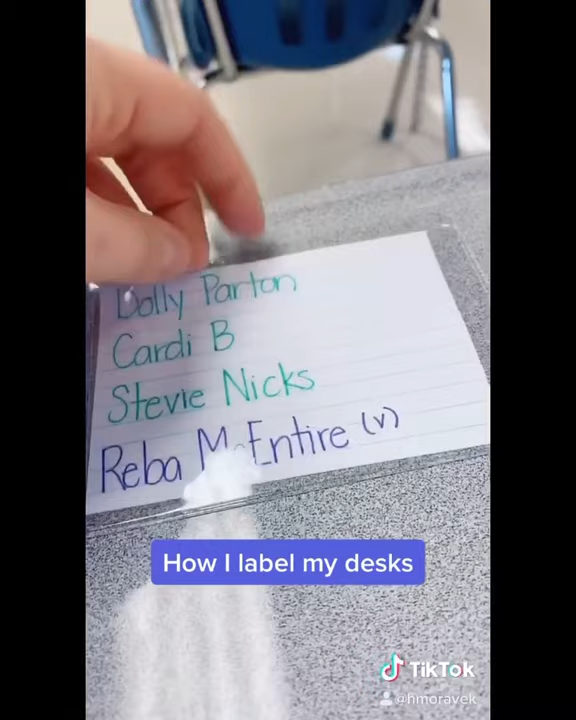 Dolly Parton
Cardi B
Stevie Nicks
Reba McEntire (v)
How I label my desks
TikTok
@hmoravek